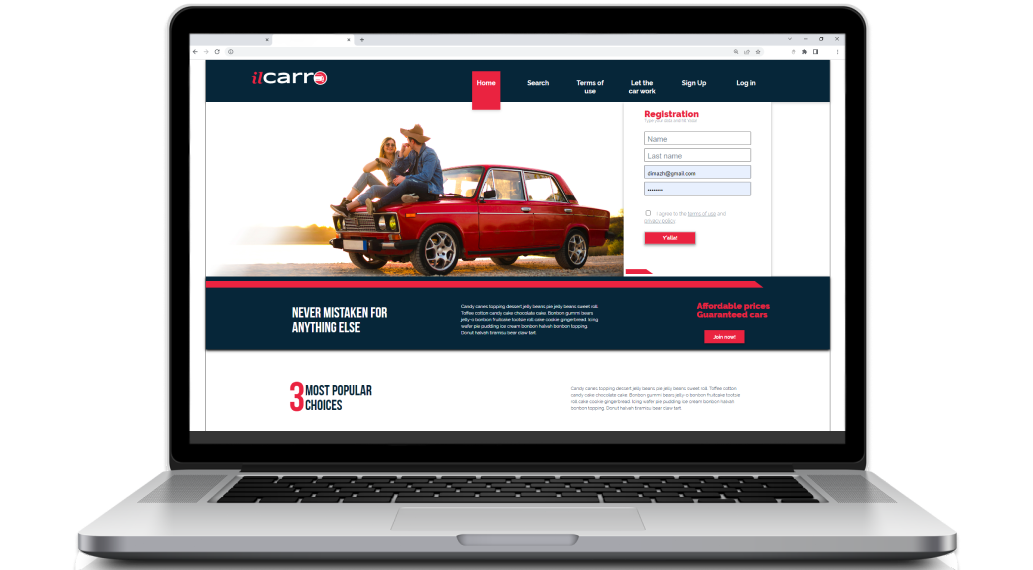 ilcarro
Home
Search
Terms of
use
Let the
car work
Sign Up
Log in
Registration
Name
Last name
dimazh@gmail.com
I agree to the terms of use and
privacy policy
Y'alla!
NEVER MISTAKEN FOR
ANYTHING ELSE
Candy canes topping dessert jelly beans pie jelly beans sweet roll.
Toffee cotton candy cake chocolate cake. Bonbon gummi bears
jelly-o bonbon fruitcake tootsie roll cake cookie gingerbread. Icing
wafer pie pudding ice cream bonbon halvah bonbon topping.
Donut halvah tiramisu bear claw tart.
Affordable prices
Guaranteed cars
Join now!
3 MOST POPULAR
CHOICES
Candy canes topping dessert jelly beans pie jelly beans sweet roll. Toffee cotton
candy cake chocolate cake. Bonbon gummi bears jelly-o bonbon fruitcake tootsie
roll cake cookie gingerbread. Icing wafer pie pudding ice cream bonbon halvah
bonbon topping. Donut halvah tiramisu bear claw tart.